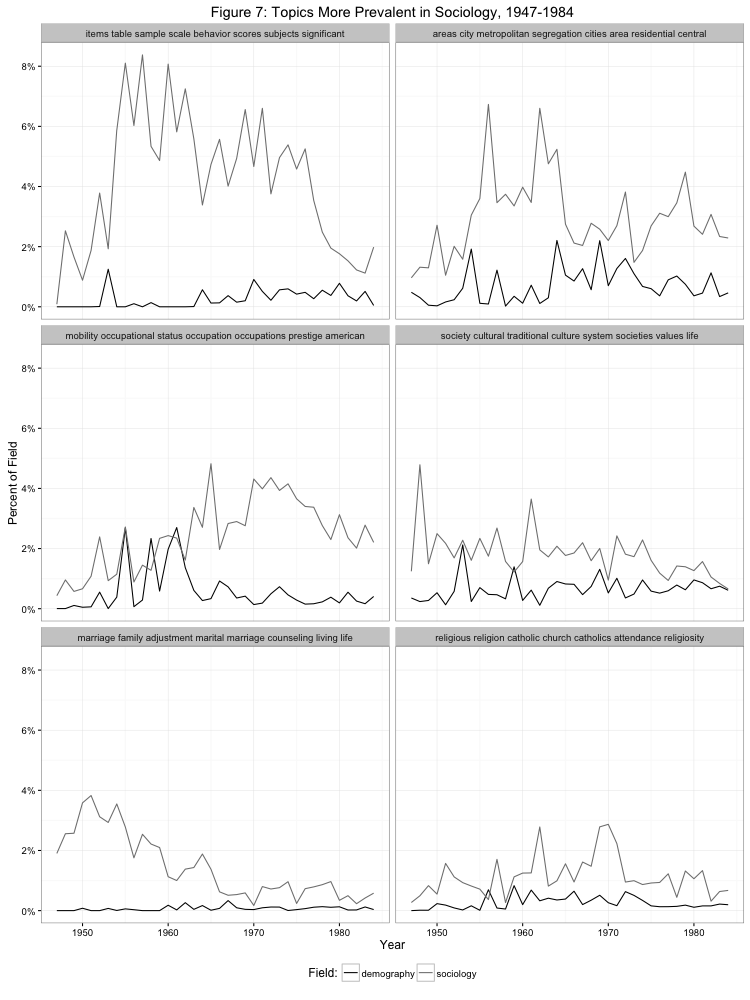 Figure 7: Topics More Prevalent in Sociology, 1947-1984
items table sample scale behavior scores subjects significant
areas city metropolitan segregation cities area residential central
8%
6%
4%
2%
0%
mobility occupational status occupation occupations prestige american
society cultural traditional culture system societies values life
8%
6%
4%
2%
0%
Percent of Field
marriage family adjustment marital marriage counseling living life
religious religion catholic church catholics attendance religiosity
8%
6%
4%
2%
0%
1950 1960 1970 1980 1950 1960 1970 1980
Year
Field: demography sociology